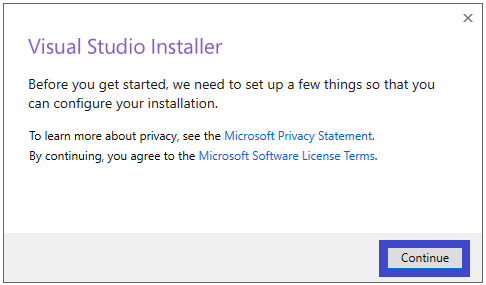 Visual Studio Installer
Before you get started, we need to set up a few things so that you
can configure your installation.
To learn more about privacy, see the Microsoft Privacy Statement.
By continuing, you agree to the Microsoft Software License Terms.
Continue